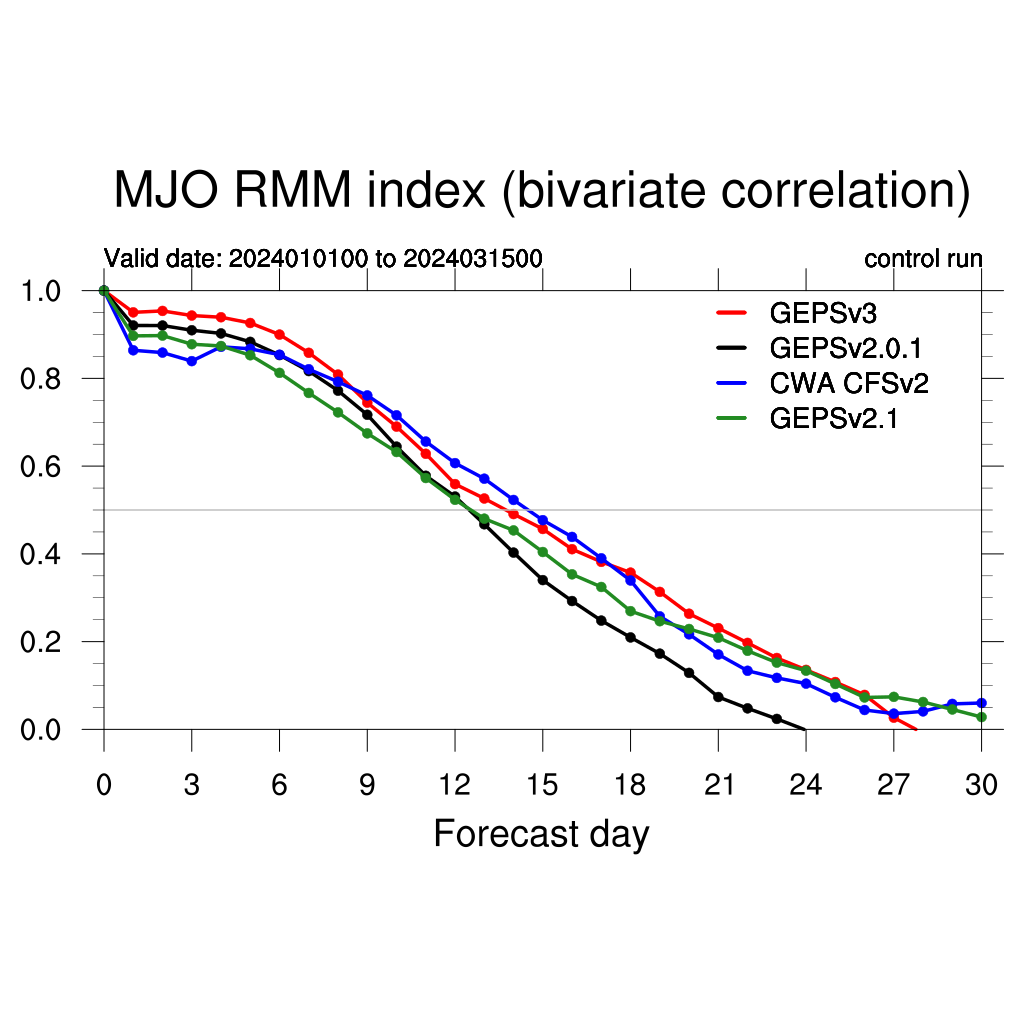 MJO RMM index (bivariate correlation)
Valid date: 2024010100 to 2024031500 control run
GEPSv3
GEPSv2.0.1
CWA CFSv2
GEPSv2.1
1.0
0.8
0.6
0.4
0.2
0.0
0 3 6 9 12 15 18 21 24 27 30
Forecast day